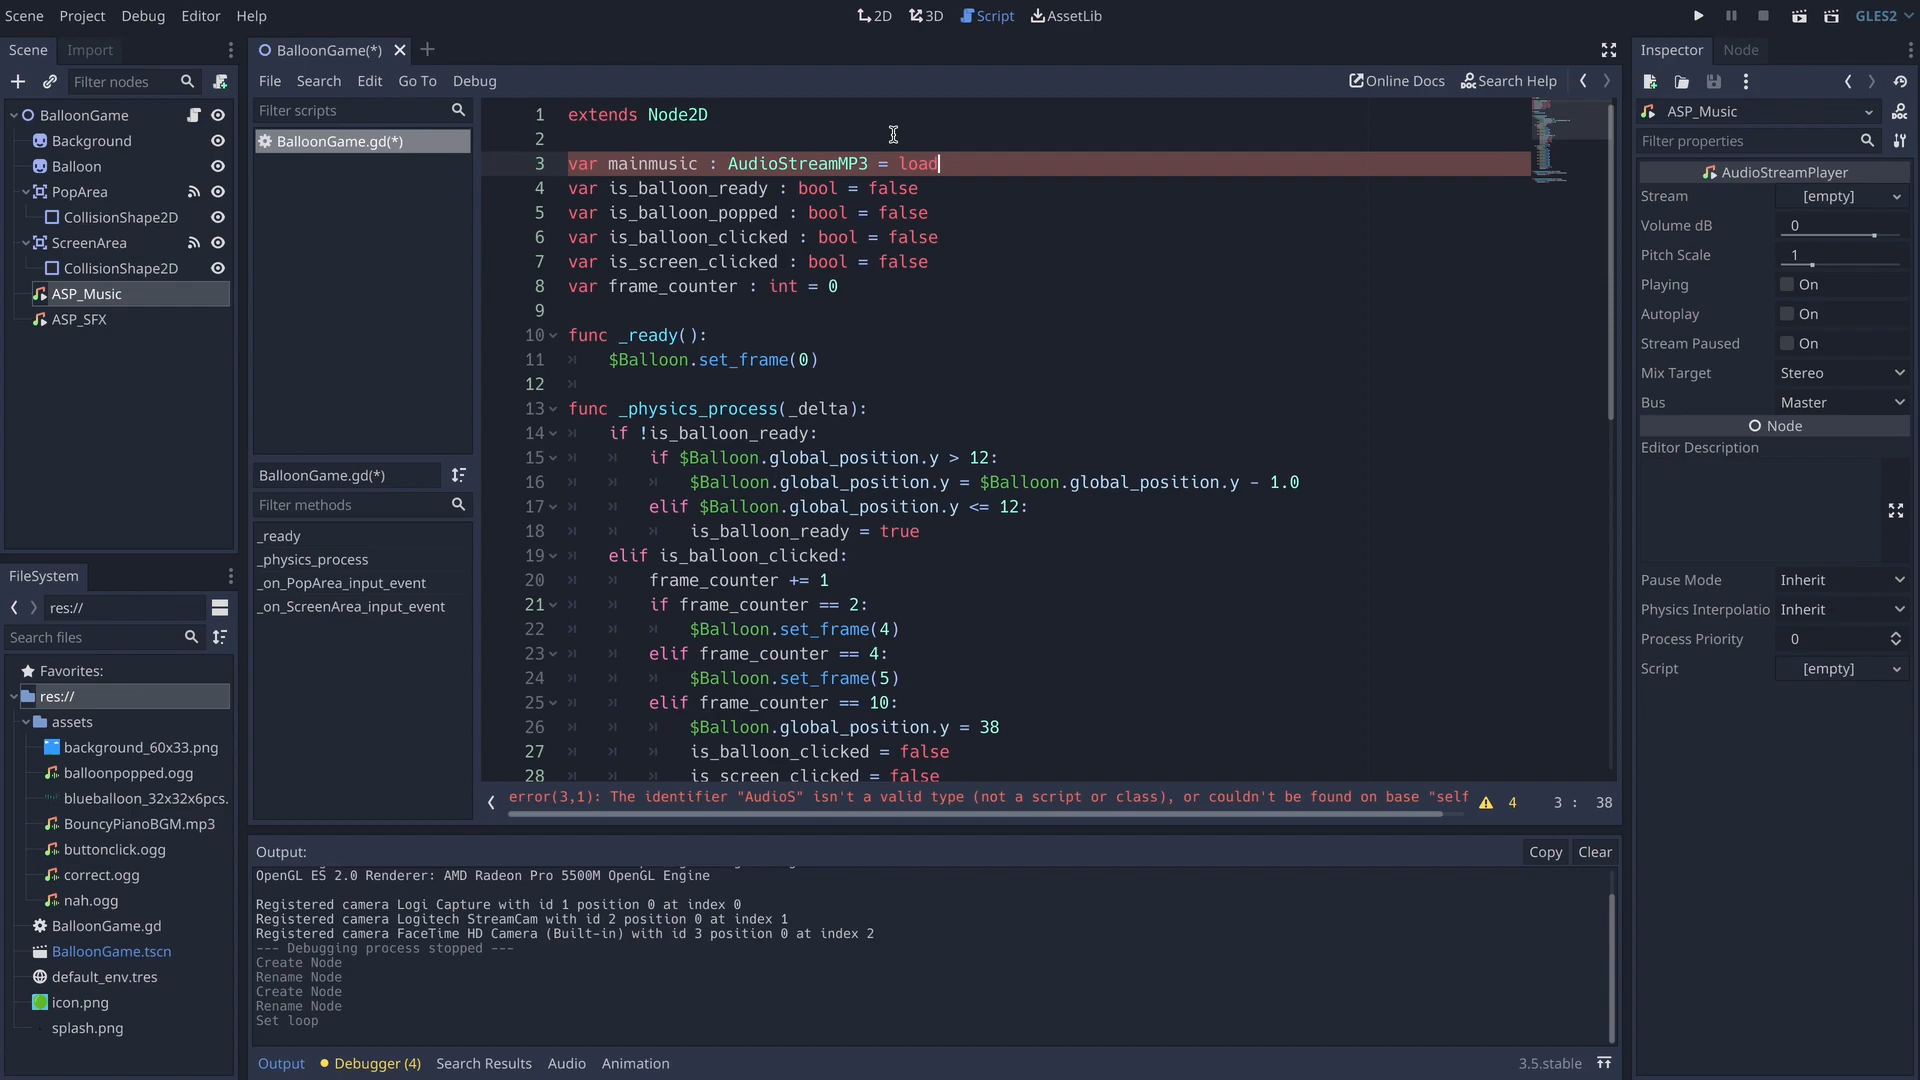 Scene Project Debug Editor Help 2D 3D Script AssetLib GLES2
Scene Import
Filter nodes
BalloonGame
Background
Balloon
PopArea
CollisionShape2D
ScreenArea
CollisionShape2D
ASP_Music
ASP_SFX
FileSystem
res://
Search files
Favorites:
res://
assets
background_60x33.png
balloonpopped.ogg
blueballoon_32x32x6pcs.
BouncyPianoBGM.mp3
buttonclick.ogg
correct.ogg
nah.ogg
BalloonGame.gd
BalloonGame.tscn
default_env.tres
icon.png
splash.png
BalloonGame(*)
File Search Edit Go To Debug Online Docs Search Help
Filter scripts
BalloonGame.gd(*)
BalloonGame.gd(*)
Filter methods
_ready
_physics_process
_on_PopArea_input_event
_on_ScreenArea_input_event
1 extends Node2D
2
3 var mainmusic : AudioStreamMP3 = load
4 var is_balloon_ready : bool = false
5 var is_balloon_popped : bool = false
6 var is_balloon_clicked : bool = false
7 var is_screen_clicked : bool = false
8 var frame_counter : int = 0
9
10 func _ready():
11 $Balloon.set_frame(0)
12
13 func _physics_process(_delta):
14 if !is_balloon_ready:
15 if $Balloon.global_position.y > 12:
16 $Balloon.global_position.y = $Balloon.global_position.y - 1.0
17 elif $Balloon.global_position.y <= 12:
18 is_balloon_ready = true
19 elif is_balloon_clicked:
20 frame_counter += 1
21 if frame_counter == 2:
22 $Balloon.set_frame(4)
23 elif frame_counter == 4:
24 $Balloon.set_frame(5)
25 elif frame_counter == 10:
26 $Balloon.global_position.y = 38
27 is_balloon_clicked = false
28 is_screen_clicked = false
error(3,1): The identifier "AudioS" isn't a valid type (not a script or class), or couldn't be found on base "self 4 3 : 38
Output: Copy Clear
OpenGL ES 2.0 Renderer: AMD Radeon Pro 5500M OpenGL Engine
Registered camera Logi Capture with id 1 position 0 at index 0
Registered camera Logitech StreamCam with id 2 position 0 at index 1
Registered camera FaceTime HD Camera (Built-in) with id 3 position 0 at index 2
--- Debugging process stopped ---
Create Node
Rename Node
Create Node
Rename Node
Set loop
Output Debugger (4) Search Results Audio Animation 3.5.stable
Inspector Node
ASP_Music
Filter properties
AudioStreamPlayer
Stream [empty]
Volume dB 0
Pitch Scale 1
Playing On
Autoplay On
Stream Paused On
Mix Target Stereo
Bus Master
Node
Editor Description
Pause Mode Inherit
Physics Interpolatio Inherit
Process Priority 0
Script [empty]